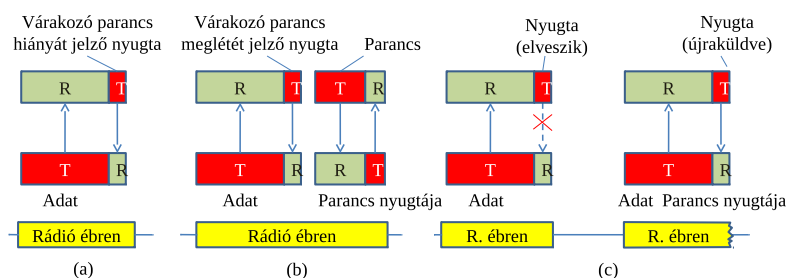 Várakozó parancs
hiányát jelző nyugta
R
T
T
R
Adat
Rádió ébren
(a)
Várakozó parancs
meglétét jelző nyugta
Parancs
R
T
T
R
T
R
R
T
Adat
Parancs nyugtája
Rádió ébren
(b)
Nyugta
(elveszik)
Nyugta
(újraküldve)
R
T
R
T
T
R
T
R
Adat
Adat
Parancs nyugtája
R. ébren
R. ébren
(c)